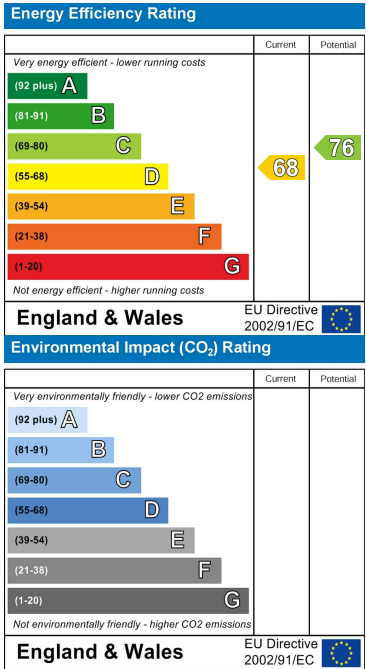 Energy Efficiency Rating
Current Potential
Very energy efficient - lower running costs
(92 plus) A
(81-91) B
(69-80) C
(55-68) D
(39-54) E
(21-38) F
(1-20) G
68
76
Not energy efficient - higher running costs
England & Wales
EU Directive
2002/91/EC
Environmental Impact (CO₂) Rating
Current Potential
Very environmentally friendly - lower CO2 emissions
(92 plus) A
(81-91) B
(69-80) C
(55-68) D
(39-54) E
(21-38) F
(1-20) G
Not environmentally friendly - higher CO2 emissions
England & Wales
EU Directive
2002/91/EC